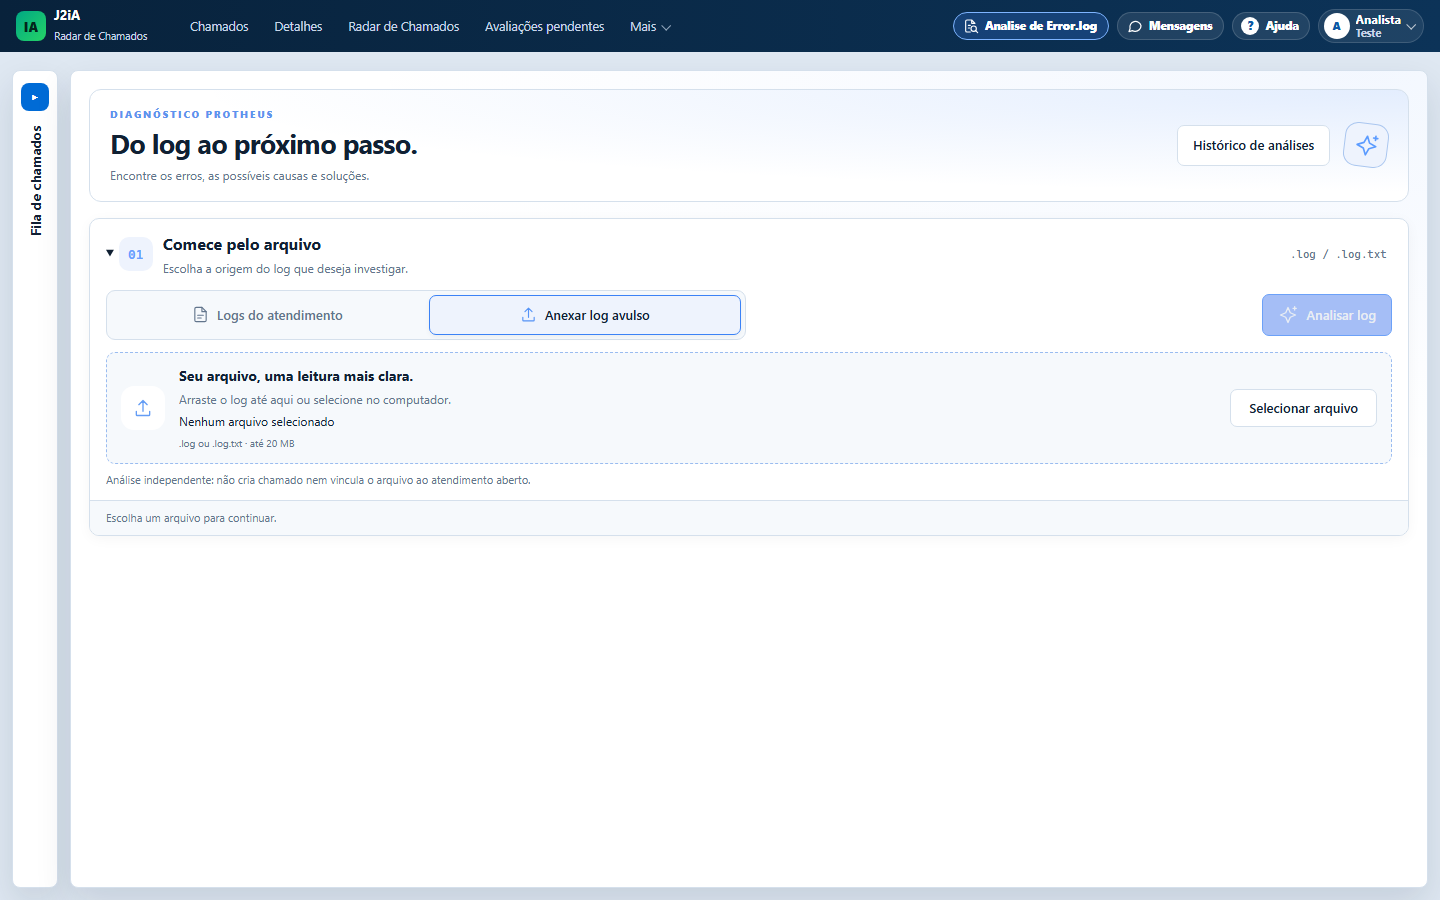 IA
J2iA
Radar de Chamados
Chamados
Detalhes
Radar de Chamados
Avaliações pendentes
Mais
Analise de Error.log
Mensagens
? Ajuda
A
Analista
Teste
Fila de chamados
DIAGNÓSTICO PROTHEUS
Do log ao próximo passo.
Encontre os erros, as possíveis causas e soluções.
Histórico de análises
01
Comece pelo arquivo
Escolha a origem do log que deseja investigar.
.log / .log.txt
Logs do atendimento
Anexar log avulso
Analisar log
Seu arquivo, uma leitura mais clara.
Arraste o log até aqui ou selecione no computador.
Nenhum arquivo selecionado
.log ou .log.txt · até 20 MB
Selecionar arquivo
Análise independente: não cria chamado nem vincula o arquivo ao atendimento aberto.
Escolha um arquivo para continuar.